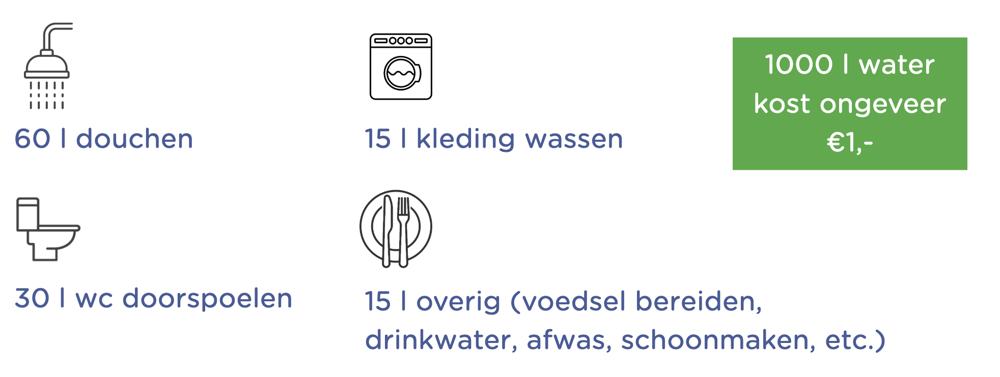 60 l douchen
15 l kleding wassen
1000 l water
kost ongeveer
€1,-
30 l wc doorspoelen
15 l overig (voedsel bereiden,
drinkwater, afwas, schoonmaken, etc.)